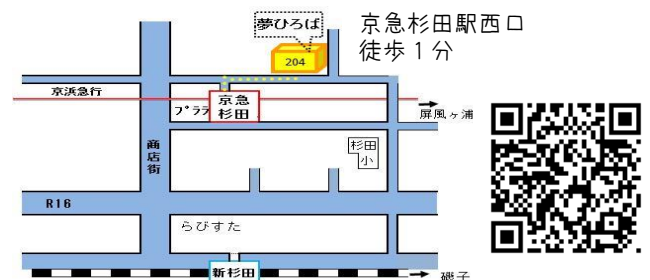 夢ひろば
京急杉田駅西口
徒歩１分
204
京浜急行
プララ
京急
杉田
屏風ヶ浦
商店街
杉田
小
R16
らびすた
新杉田
磯子